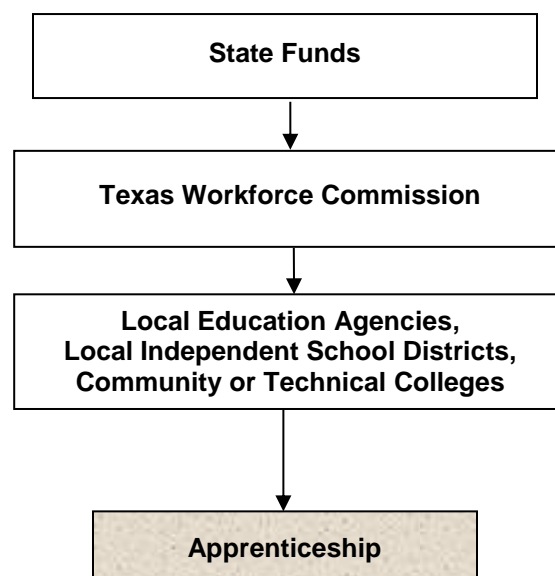 State Funds
Texas Workforce Commission
Local Education Agencies,
Local Independent School Districts,
Community or Technical Colleges
Apprenticeship